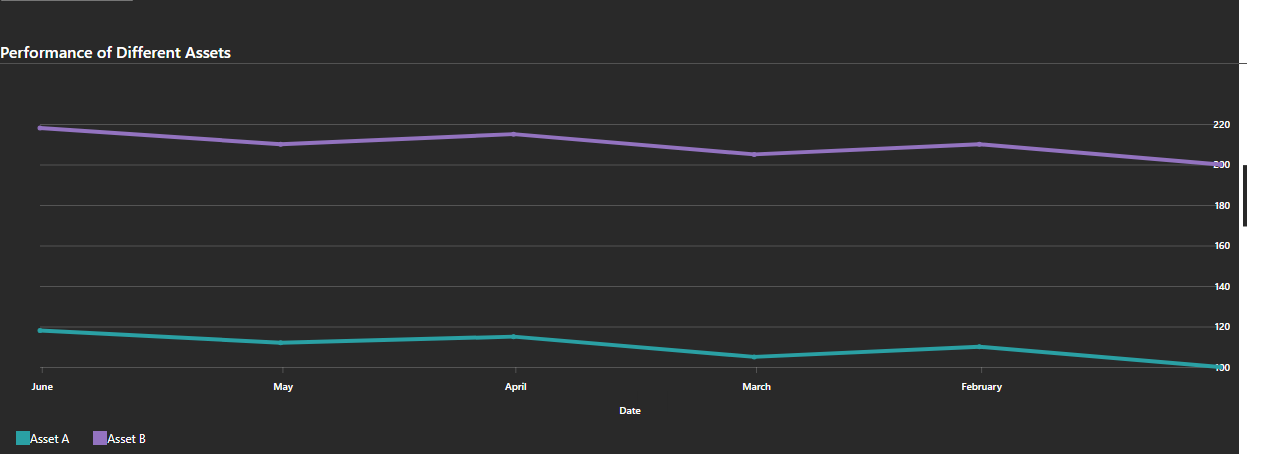 Performance of Different Assets
220
200
180
160
140
120
100
June May April March February
Date
Asset A Asset B